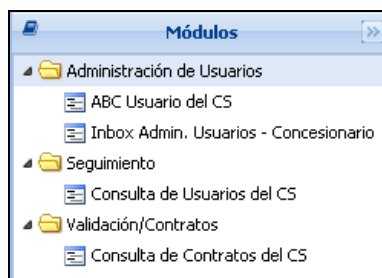 Módulos
Administración de Usuarios
ABC Usuario del CS
Inbox Admin. Usuarios - Concesionario
Seguimiento
Consulta de Usuarios del CS
Validación/Contratos
Consulta de Contratos del CS